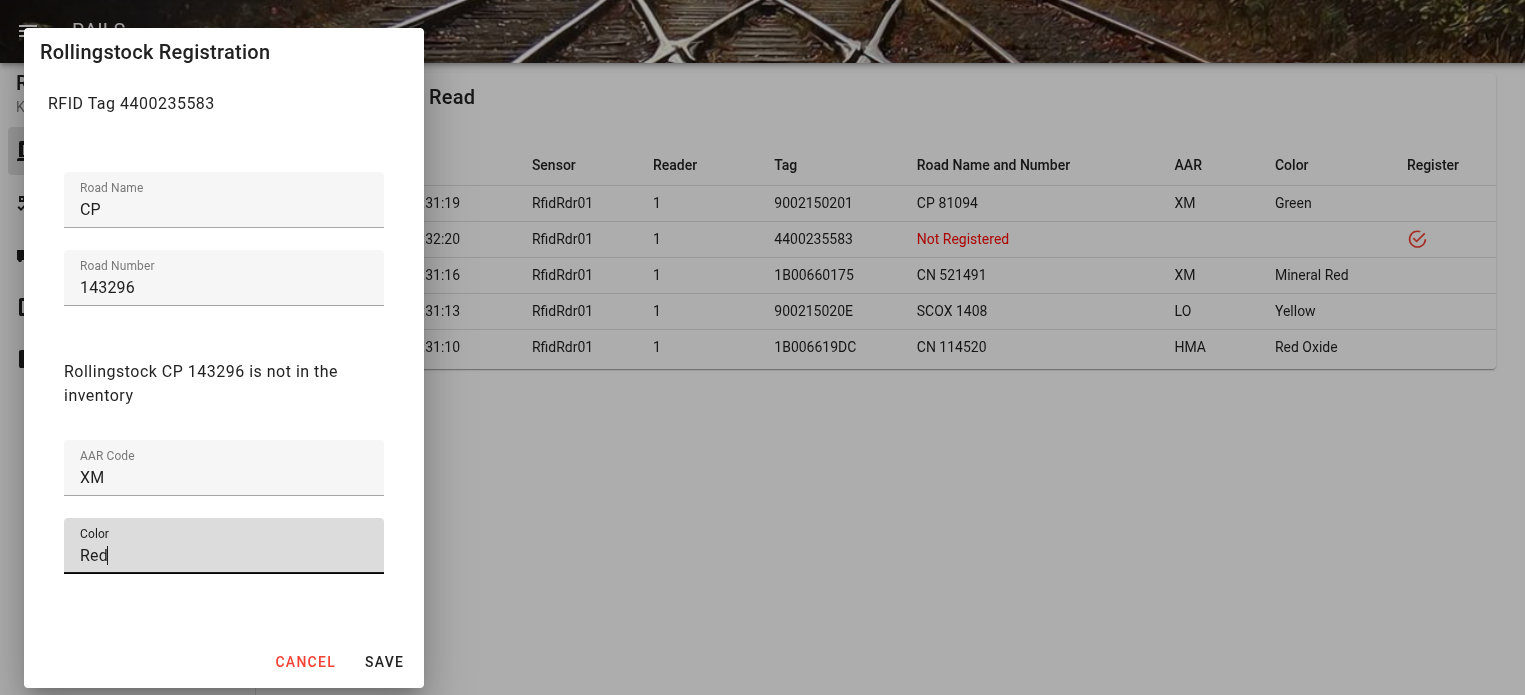 RAILS
Rollingstock Registration
RFID Tag 4400235583
Road Name
CP
Road Number
143296
Rollingstock CP 143296 is not in the
inventory
AAR Code
XM
Color
Red
CANCEL SAVE
Read
Sensor Reader Tag Road Name and Number AAR Color Register
31:19 RfidRdr01 1 9002150201 CP 81094 XM Green
32:20 RfidRdr01 1 4400235583 Not Registered
31:16 RfidRdr01 1 1B00660175 CN 521491 XM Mineral Red
31:13 RfidRdr01 1 900215020E SCOX 1408 LO Yellow
31:10 RfidRdr01 1 1B006619DC CN 114520 HMA Red Oxide